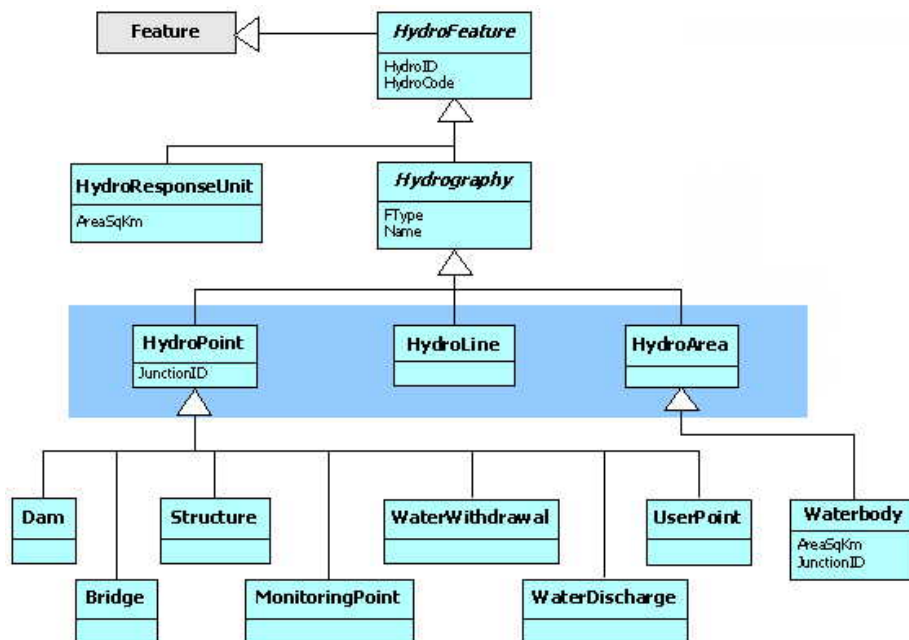 Feature
HydroFeature
HydroID
HydroCode
HydroResponseUnit
AreaSqKm
Hydrography
FType
Name
HydroPoint
JunctionID
HydroLine
HydroArea
Dam
Structure
WaterWithdrawal
UserPoint
Waterbody
AreaSqKm
JunctionID
Bridge
MonitoringPoint
WaterDischarge